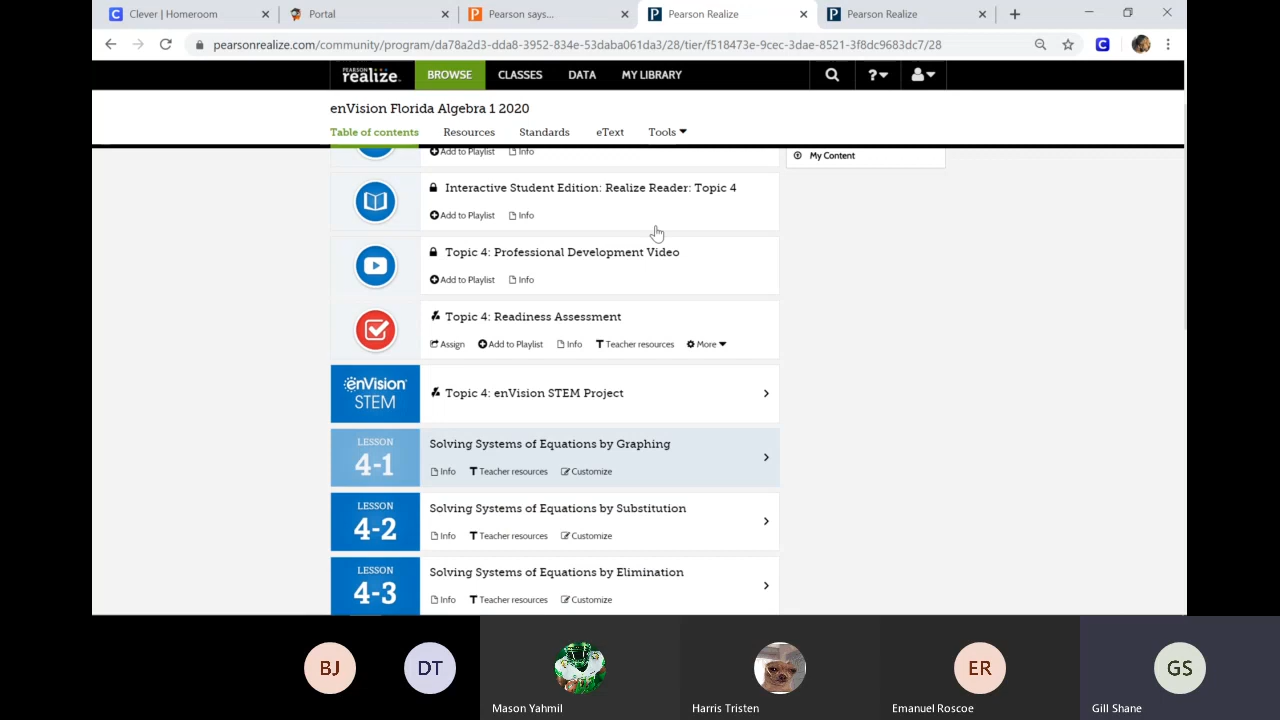 Clever | Homeroom
Portal
Pearson says...
Pearson Realize
Pearson Realize
pearsonrealize.com/community/program/da78a2d3-dda8-3952-834e-53daba061da3/28/tier/f518473e-9cec-3dae-8521-3f8dc9683dc7/28
PEARSON
realize
BROWSE
CLASSES
DATA
MY LIBRARY
enVision Florida Algebra 1 2020
Table of contents
Resources
Standards
eText
Tools
Add to Playlist
Info
My Content
Interactive Student Edition: Realize Reader: Topic 4
Add to Playlist
Info
Topic 4: Professional Development Video
Add to Playlist
Info
Topic 4: Readiness Assessment
Assign
Add to Playlist
Info
Teacher resources
More
enVision
STEM
Topic 4: enVision STEM Project
LESSON
4-1
Solving Systems of Equations by Graphing
Info
Teacher resources
Customize
LESSON
4-2
Solving Systems of Equations by Substitution
Info
Teacher resources
Customize
LESSON
4-3
Solving Systems of Equations by Elimination
Info
Teacher resources
Customize
BJ
DT
ER
GS
Mason Yahmil
Harris Tristen
Emanuel Roscoe
Gill Shane